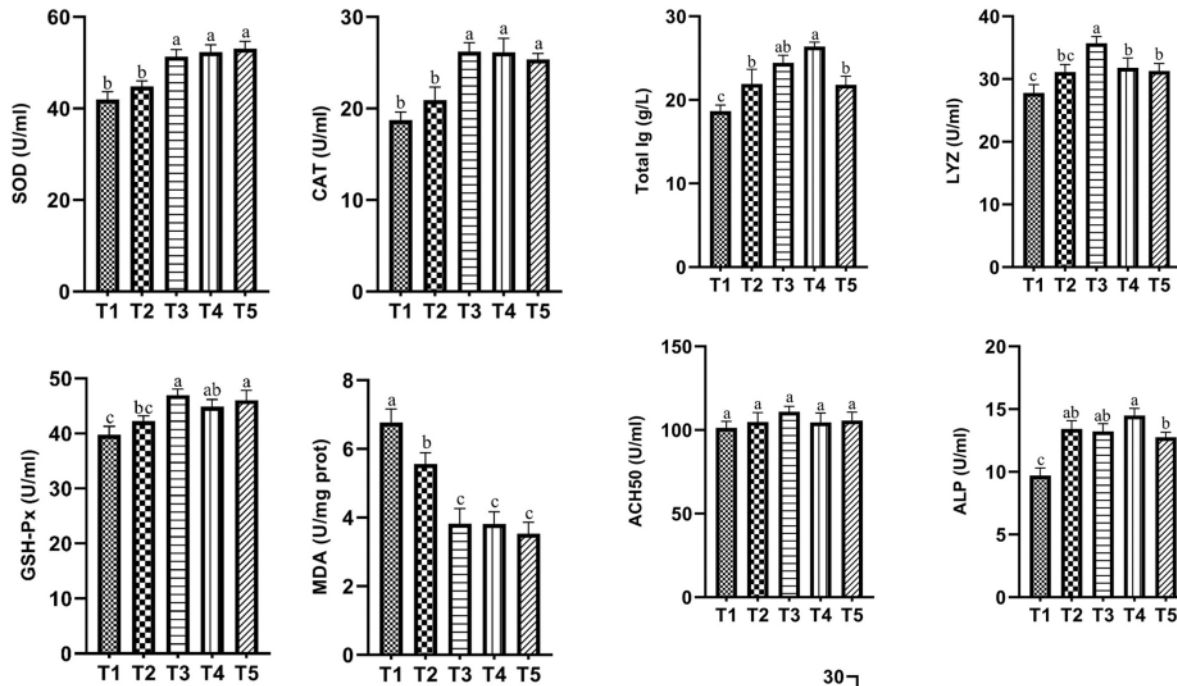 SOD (U/ml)
60
40
20
0
b
b
a
a
a
T1 T2 T3 T4 T5
CAT (U/ml)
30
20
10
0
b
b
a
a
a
T1 T2 T3 T4 T5
Total Ig (g/L)
30
20
10
0
c
b
ab
a
b
T1 T2 T3 T4 T5
LYZ (U/ml)
40
30
20
10
0
c
bc
a
b
b
T1 T2 T3 T4 T5
GSH-Px (U/ml)
50
40
30
20
10
0
c
bc
a
ab
a
T1 T2 T3 T4 T5
MDA (U/mg prot)
8
6
4
2
0
a
b
c
c
c
T1 T2 T3 T4 T5
ACH50 (U/ml)
150
100
50
0
a
a
a
a
a
T1 T2 T3 T4 T5
ALP (U/ml)
20
15
10
5
0
c
ab
ab
a
b
T1 T2 T3 T4 T5
30